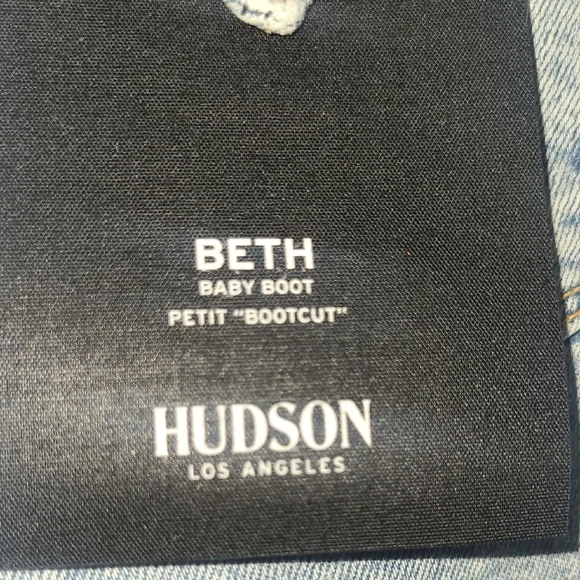 BETH
BABY BOOT
PETIT "BOOTCUT"
HUDSON
LOS ANGELES